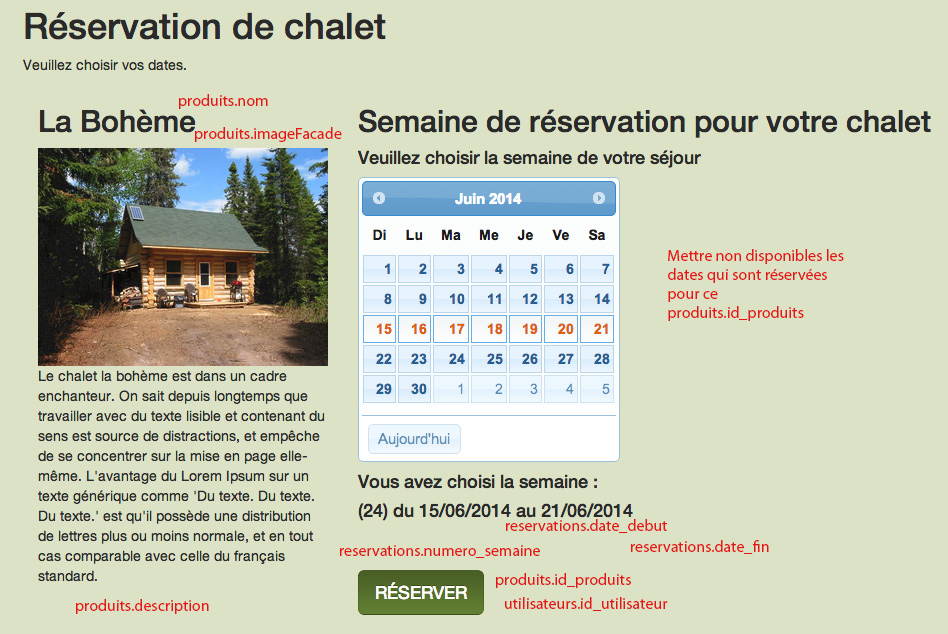 Réservation de chalet
Veuillez choisir vos dates.
produits.nom
La Bohème
produits.imageFacade
Le chalet la bohème est dans un cadre
enchanteur. On sait depuis longtemps que
travailler avec du texte lisible et contenant du
sens est source de distractions, et empêche
de se concentrer sur la mise en page elle-
même. L'avantage du Lorem Ipsum sur un
texte générique comme 'Du texte. Du texte.
Du texte.' est qu'il possède une distribution
de lettres plus ou moins normale, et en tout
cas comparable avec celle du français
standard.
produits.description
Semaine de réservation pour votre chalet
Veuillez choisir la semaine de votre séjour
Juin 2014
Di Lu Ma Me Je Ve Sa
1 2 3 4 5 6 7
8 9 10 11 12 13 14
15 16 17 18 19 20 21
22 23 24 25 26 27 28
29 30 1 2 3 4 5
Aujourd'hui
Mettre non disponibles les
dates qui sont réservées
pour ce
produits.id_produits
Vous avez choisi la semaine :
(24) du 15/06/2014 au 21/06/2014
reservations.date_debut
reservations.numero_semaine
reservations.date_fin
RÉSERVER
produits.id_produits
utilisateurs.id_utilisateur